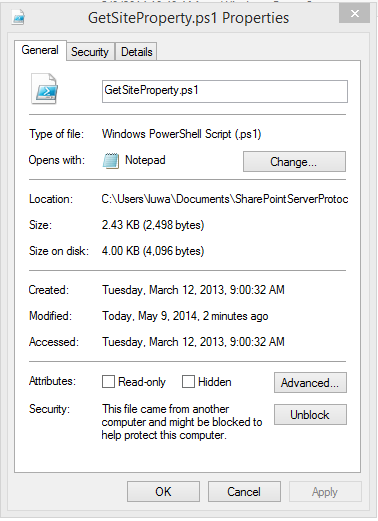 GetSiteProperty.ps1 Properties
General Security Details
GetSiteProperty.ps1
Type of file: Windows PowerShell Script (.ps1)
Opens with: Notepad Change...
Location: C:\Users\luwa\Documents\SharePointServerProtoc
Size: 2.43 KB (2,498 bytes)
Size on disk: 4.00 KB (4,096 bytes)
Created: Tuesday, March 12, 2013, 9:00:32 AM
Modified: Today, May 9, 2014, 2 minutes ago
Accessed: Tuesday, March 12, 2013, 9:00:32 AM
Attributes: Read-only Hidden Advanced...
Security: This file came from another
computer and might be blocked to
help protect this computer.
Unblock
OK Cancel Apply